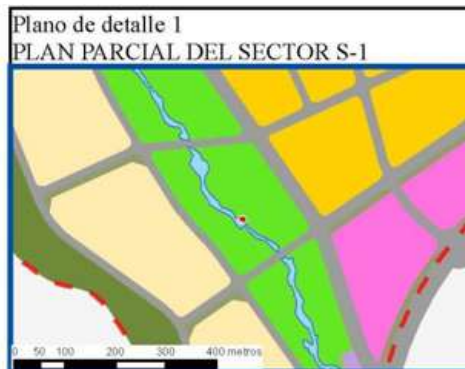 Plano de detalle 1
PLAN PARCIAL DEL SECTOR S-1
0 50 100 200 300 400 metros